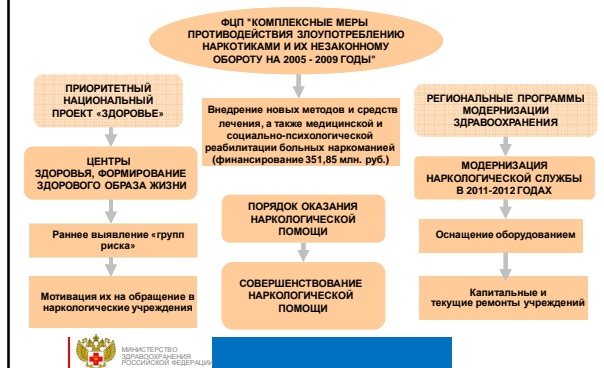 ФЦП "КОМПЛЕКСНЫЕ МЕРЫ
ПРОТИВОДЕЙСТВИЯ ЗЛОУПОТРЕБЛЕНИЮ
НАРКОТИКАМИ И ИХ НЕЗАКОННОМУ
ОБОРОТУ НА 2005 - 2009 ГОДЫ"
ПРИОРИТЕТНЫЙ
НАЦИОНАЛЬНЫЙ
ПРОЕКТ «ЗДОРОВЬЕ»
ЦЕНТРЫ
ЗДОРОВЬЯ, ФОРМИРОВАНИЕ
ЗДОРОВОГО ОБРАЗА ЖИЗНИ
Раннее выявление «групп
риска»
Мотивация их на обращение в
наркологические учреждения
Внедрение новых методов и средств
лечения, а также медицинской и
социально-психологической
реабилитации больных наркоманией
(финансирование 351,85 млн. руб.)
ПОРЯДОК ОКАЗАНИЯ
НАРКОЛОГИЧЕСКОЙ
ПОМОЩИ
СОВЕРШЕНСТВОВАНИЕ
НАРКОЛОГИЧЕСКОЙ
ПОМОЩИ
РЕГИОНАЛЬНЫЕ ПРОГРАММЫ
МОДЕРНИЗАЦИИ
ЗДРАВООХРАНЕНИЯ
МОДЕРНИЗАЦИЯ
НАРКОЛОГИЧЕСКОЙ СЛУЖБЫ
В 2011-2012 ГОДАХ
Оснащение оборудованием
Капитальные и
текущие ремонты учреждений
МИНИСТЕРСТВО
ЗДРАВООХРАНЕНИЯ
РОССИЙСКОЙ ФЕДЕРАЦИИ